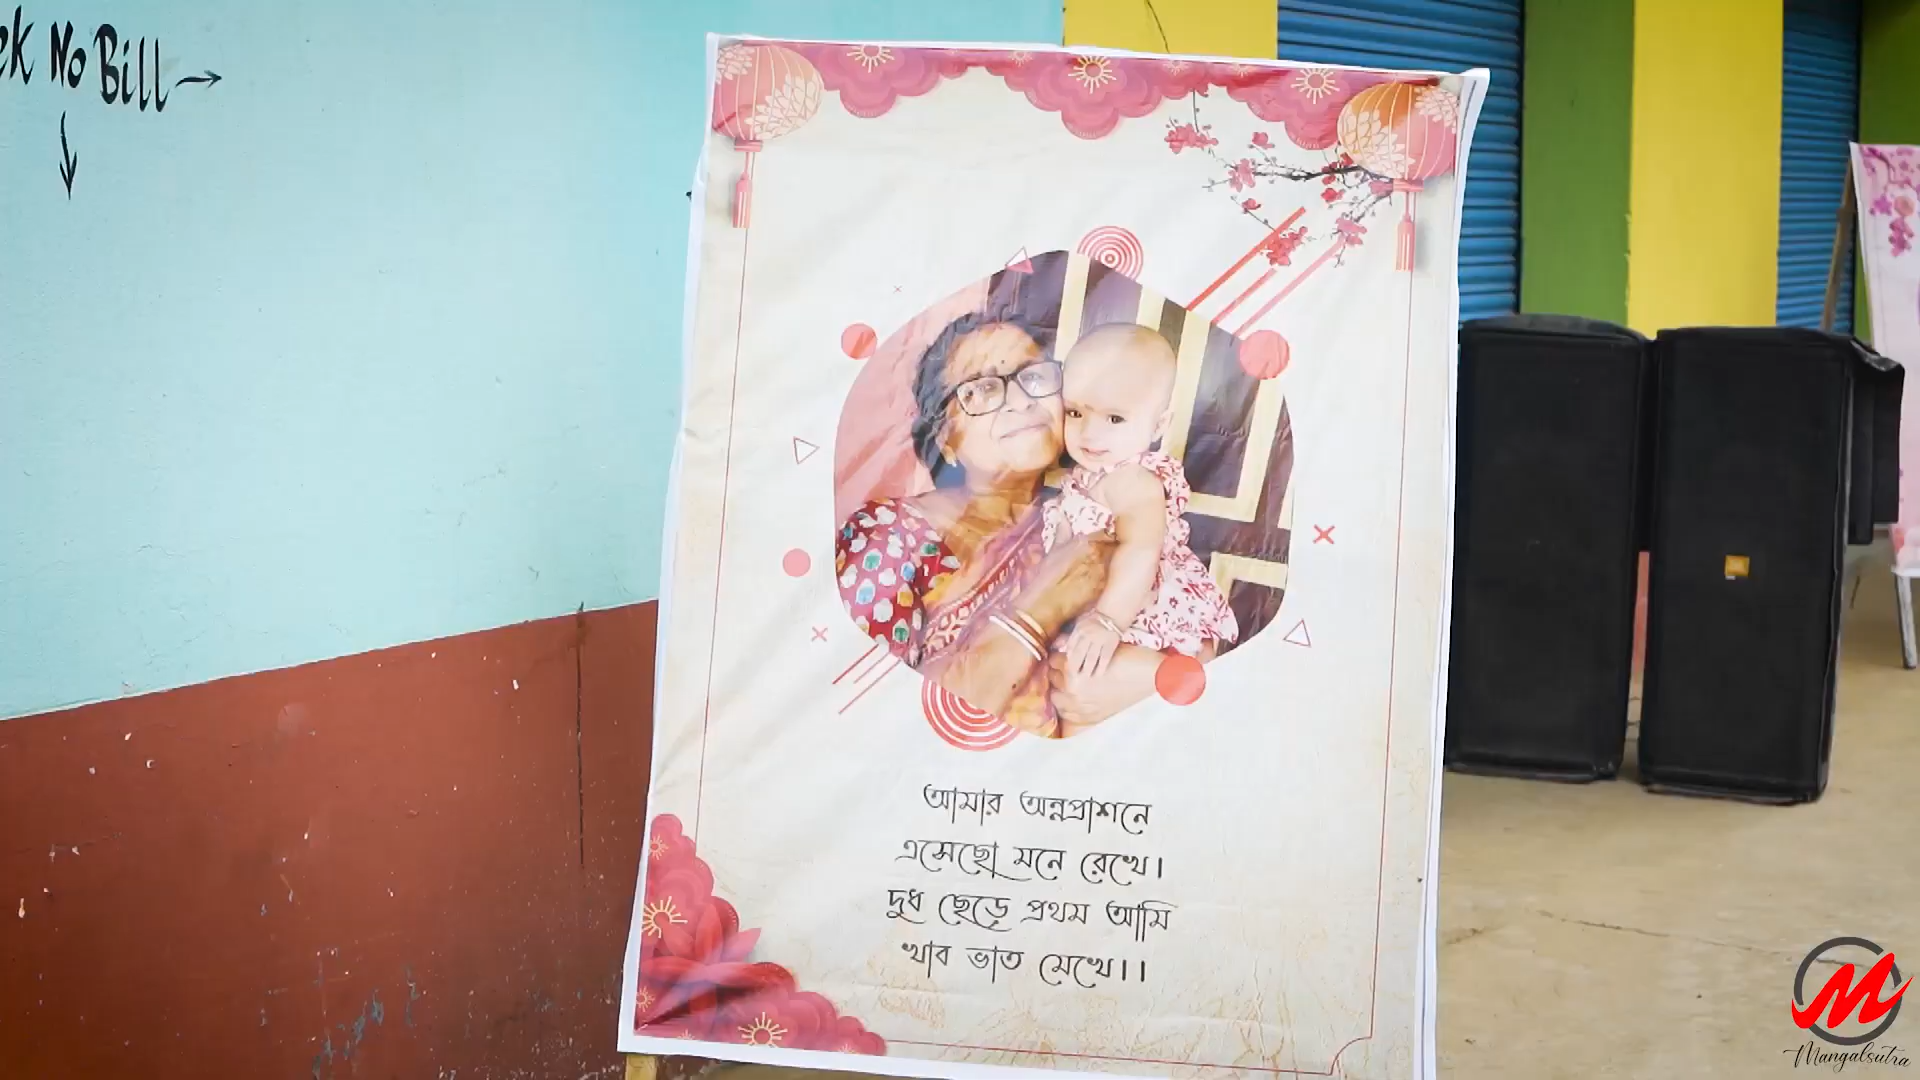 No Bill
আমার অন্নপ্রাশনে
এসেছো মনে রেখে।
দুধ ছেড়ে প্রথম আমি
খাব ভাত মেখে।।
Mangalsutra